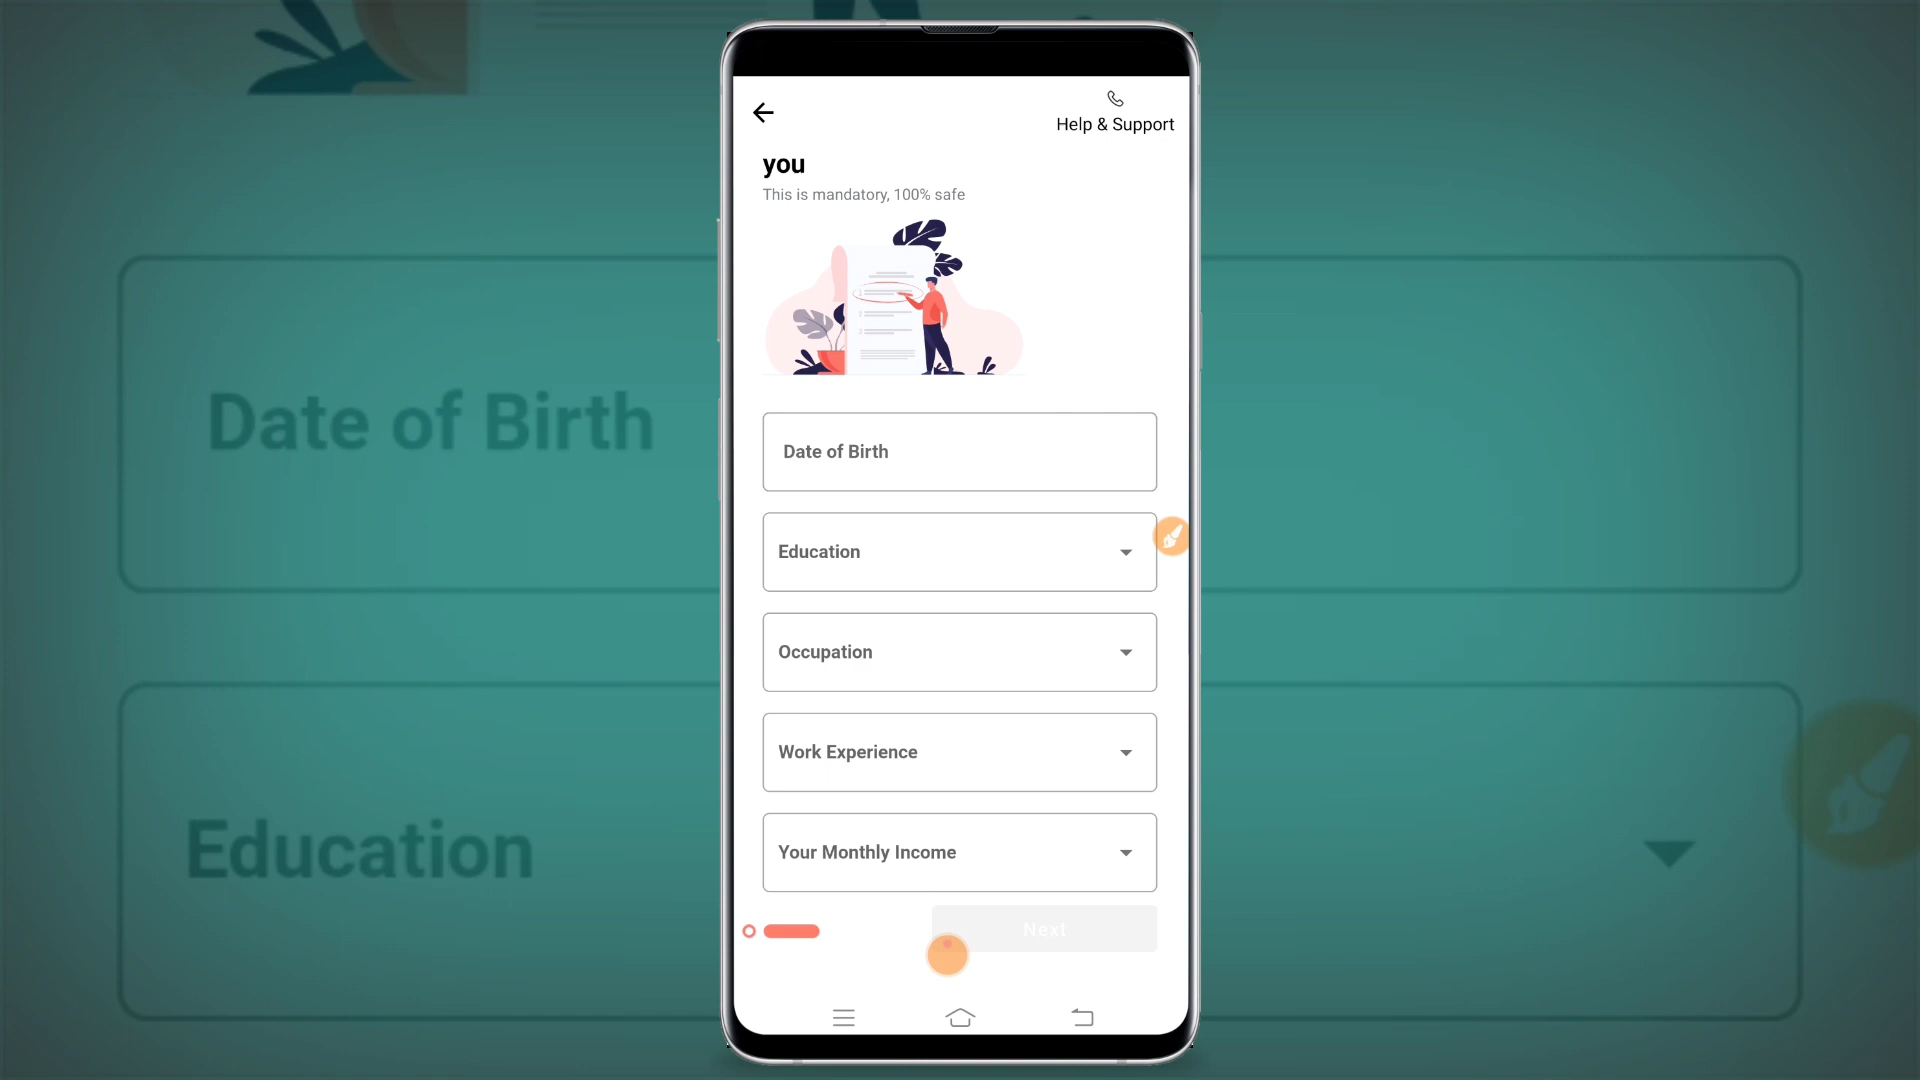 Help & Support
you
This is mandatory, 100% safe
Date of Birth
Date of Birth
Education
Occupation
Work Experience
Education
Your Monthly Income
Next